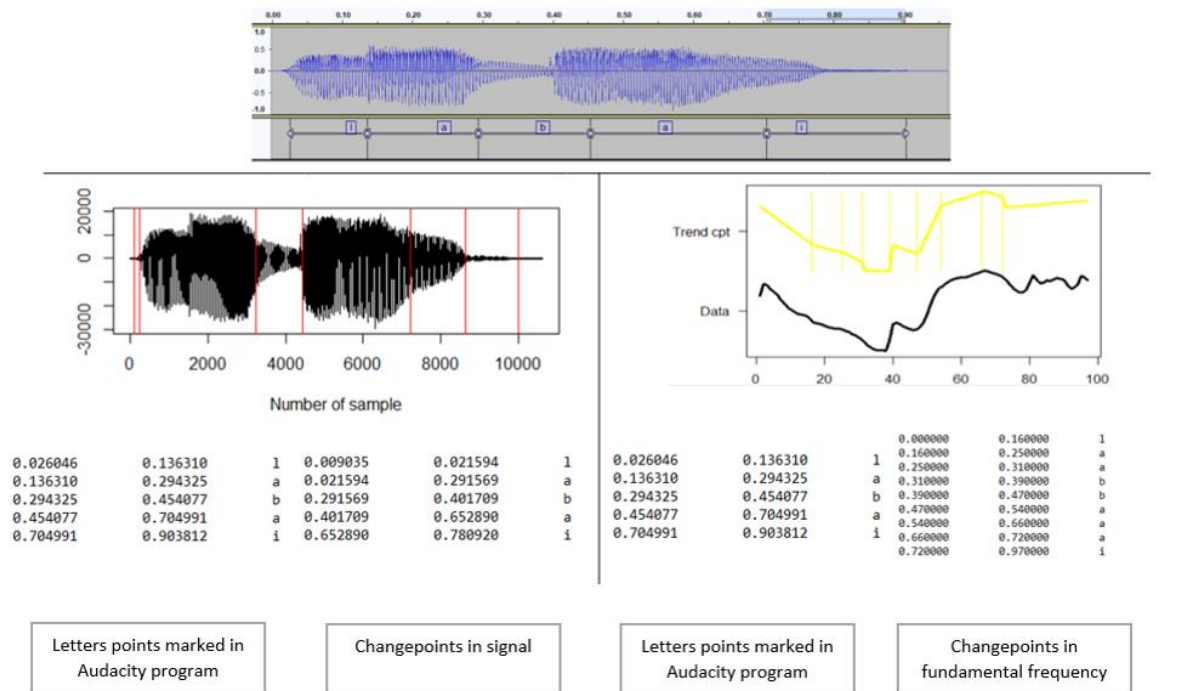 0.00 0.10 0.20 0.30 0.40 0.50 0.60 0.70 0.80 0.90
1.0
0.5
0.0
-0.5
-1.0
l a b a i
20000
0
-30000
0 2000 4000 6000 8000 10000
Number of sample
Trend cpt
Data
0 20 40 60 80 100
0.026046 0.136310 l 0.009035 0.021594 l
0.136310 0.294325 a 0.021594 0.291569 a
0.294325 0.454077 b 0.291569 0.401709 b
0.454077 0.704991 a 0.401709 0.652890 a
0.704991 0.903812 i 0.652890 0.780920 i
0.026046 0.136310 l
0.136310 0.294325 a
0.294325 0.454077 b
0.454077 0.704991 a
0.704991 0.903812 i
0.000000 0.160000 l
0.160000 0.250000 a
0.250000 0.310000 a
0.310000 0.390000 b
0.390000 0.470000 b
0.470000 0.540000 a
0.540000 0.660000 a
0.660000 0.720000 a
0.720000 0.970000 i
Letters points marked in
Audacity program
Changepoints in signal
Letters points marked in
Audacity program
Changepoints in
fundamental frequency